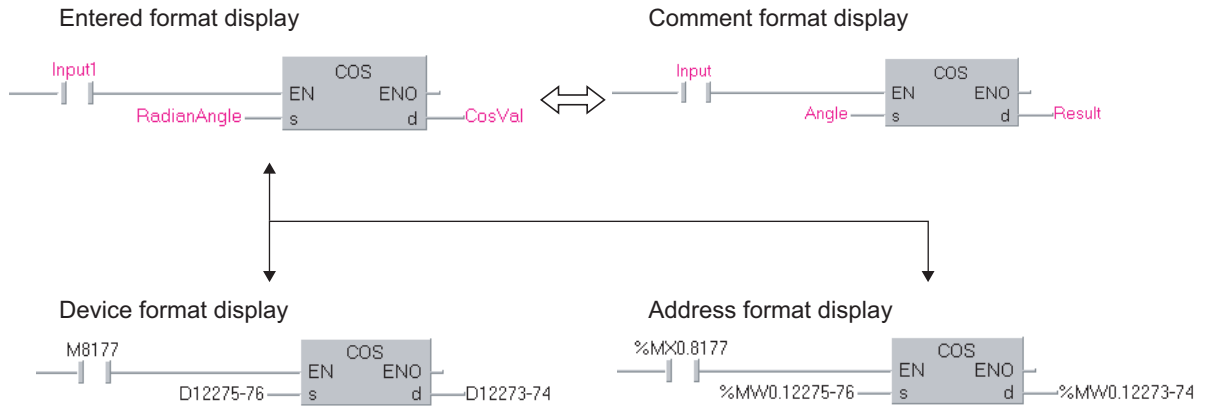 Entered format display
Comment format display
Input1
COS
EN ENO
RadianAngle s d CosVal
Input
COS
EN ENO
Angle s d Result
Device format display
Address format display
M8177
COS
EN ENO
D12275-76 s d D12273-74
%MX0.8177
COS
EN ENO
%MW0.12275-76 s d %MW0.12273-74